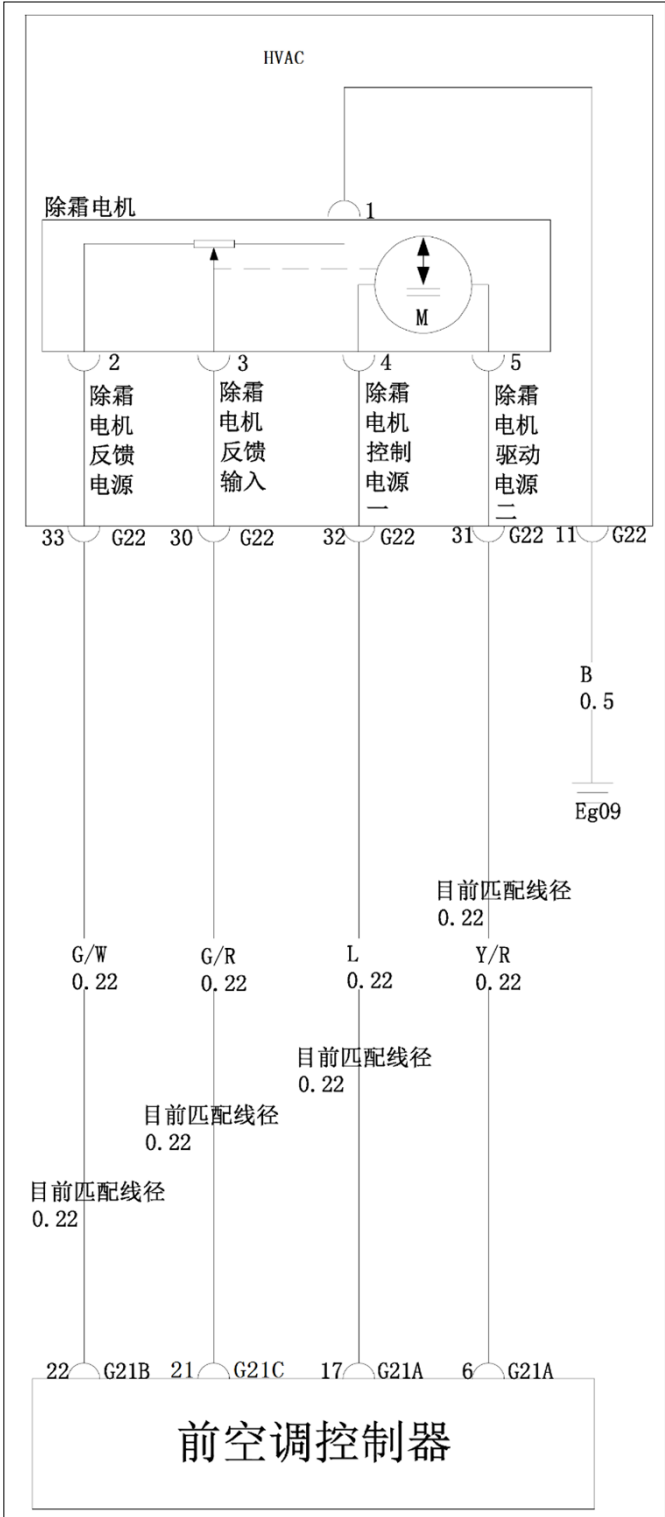 HVAC
除霜电机
1
M
2
3
4
5
除霜
电机
反馈
电源
除霜
电机
反馈
输入
除霜
电机
控制
电源
一
除霜
电机
驱动
电源
二
33 G22
30 G22
32 G22
31 G22
11 G22
B
0.5
Eg09
目前匹配线径
0.22
G/W
0.22
G/R
0.22
L
0.22
Y/R
0.22
目前匹配线径
0.22
目前匹配线径
0.22
目前匹配线径
0.22
22 G21B
21 G21C
17 G21A
6 G21A
前空调控制器